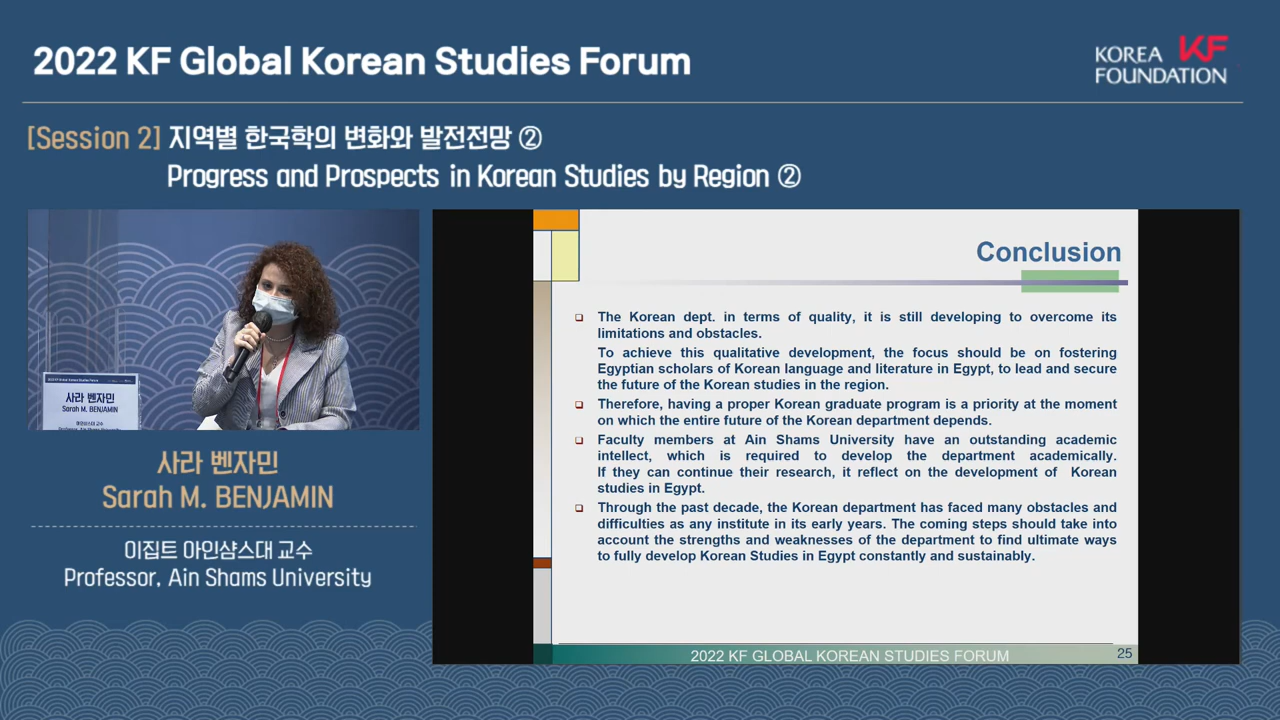 2022 KF Global Korean Studies Forum
KOREA KF
FOUNDATION
[Session 2] 지역별 한국학의 변화와 발전전망 ②
Progress and Prospects in Korean Studies by Region ②
사라 벤자민
Sarah M. BENJAMIN
사라 벤자민
Sarah M. BENJAMIN
이집트 아인샴스대 교수
Professor, Ain Shams University
Conclusion
The Korean dept. in terms of quality, it is still developing to overcome its
limitations and obstacles.
To achieve this qualitative development, the focus should be on fostering
Egyptian scholars of Korean language and literature in Egypt, to lead and secure
the future of the Korean studies in the region.
Therefore, having a proper Korean graduate program is a priority at the moment
on which the entire future of the Korean department depends.
Faculty members at Ain Shams University have an outstanding academic
intellect, which is required to develop the department academically.
If they can continue their research, it reflect on the development of Korean
studies in Egypt.
Through the past decade, the Korean department has faced many obstacles and
difficulties as any institute in its early years. The coming steps should take into
account the strengths and weaknesses of the department to find ultimate ways
to fully develop Korean Studies in Egypt constantly and sustainably.
2022 KF GLOBAL KOREAN STUDIES FORUM
25